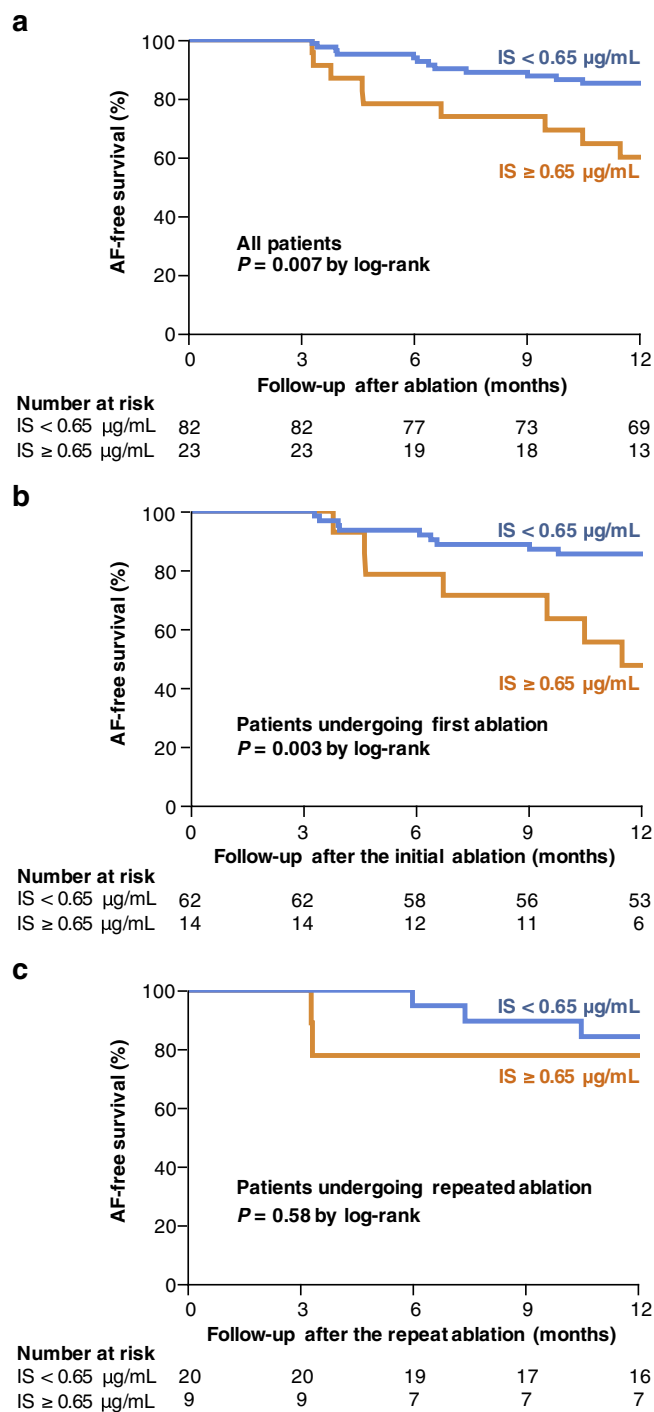 a
100
80
60
40
20
0
AF-free survival (%)
IS < 0.65 µg/mL
IS ≥ 0.65 µg/mL
All patients
P = 0.007 by log-rank
0 3 6 9 12
Follow-up after ablation (months)
Number at risk
IS < 0.65 µg/mL 82 82 77 73 69
IS ≥ 0.65 µg/mL 23 23 19 18 13
b
100
80
60
40
20
0
AF-free survival (%)
IS < 0.65 µg/mL
IS ≥ 0.65 µg/mL
Patients undergoing first ablation
P = 0.003 by log-rank
0 3 6 9 12
Follow-up after the initial ablation (months)
Number at risk
IS < 0.65 µg/mL 62 62 58 56 53
IS ≥ 0.65 µg/mL 14 14 12 11 6
c
100
80
60
40
20
0
AF-free survival (%)
IS < 0.65 µg/mL
IS ≥ 0.65 µg/mL
Patients undergoing repeated ablation
P = 0.58 by log-rank
0 3 6 9 12
Follow-up after the repeat ablation (months)
Number at risk
IS < 0.65 µg/mL 20 20 19 17 16
IS ≥ 0.65 µg/mL 9 9 7 7 7